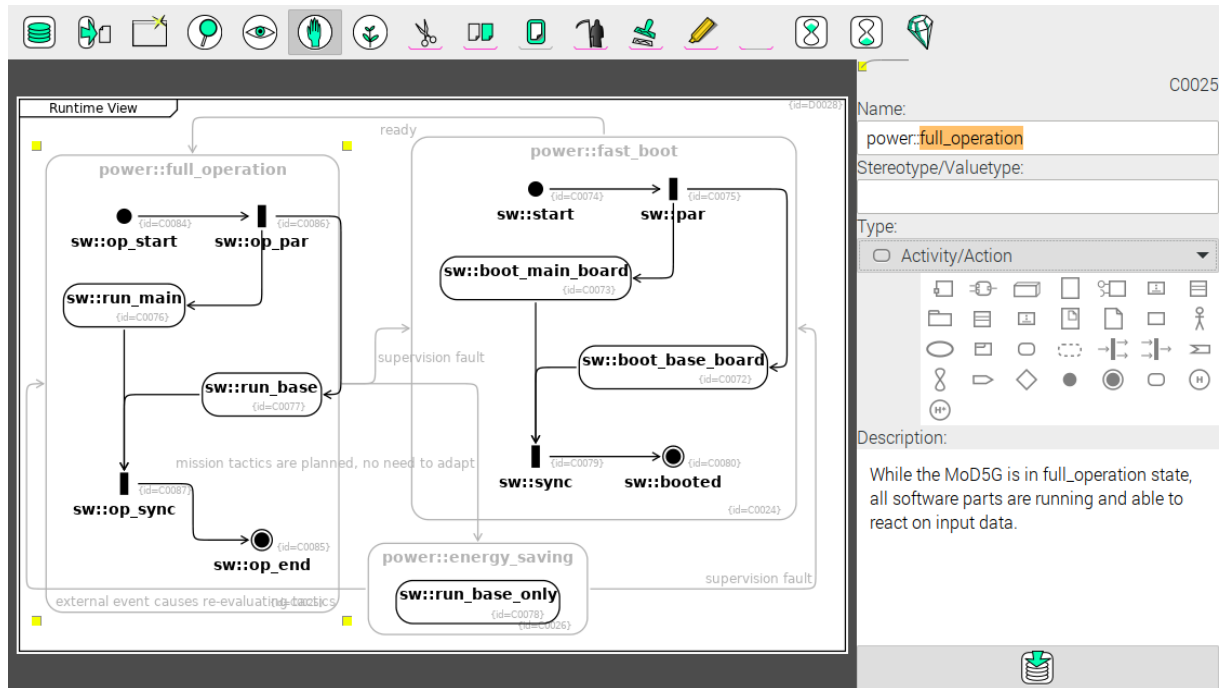 C0025
Runtime View
{id=D0028}
Name:
ready
power::full_operation
power::fast_boot
power::full_operation
Stereotype/Valuetype:
{id=C0074}
{id=C0075}
sw::start
sw::par
{id=C0084}
{id=C0086}
Type:
sw::op_start
sw::op_par
Activity/Action
sw::boot_main_board
{id=C0073}
sw::run_main
{id=C0076}
supervision fault
sw::boot_base_board
{id=C0072}
sw::run_base
{id=C0077}
H
H*
Description:
mission tactics are planned, no need to adapt
{id=C0079}
{id=C0080}
While the MoD5G is in full_operation state,
all software parts are running and able to
react on input data.
sw::sync
sw::booted
{id=C0087}
sw::op_sync
{id=C0024}
{id=C0085}
sw::op_end
power::energy_saving
supervision fault
sw::run_base_only
external event causes re-evaluating tactics
{id=C0078}
{id=C0026}